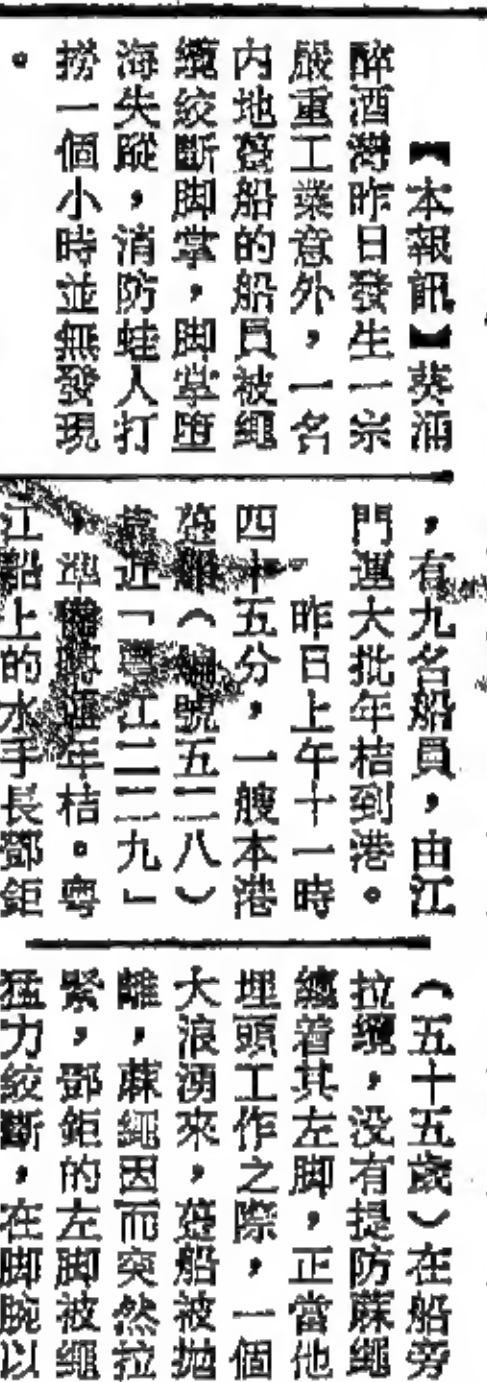 【本報訊】葵涌
醉酒灣昨日發生一宗
嚴重工業意外，一名
內地躉船的船員被繩
纜絞斷脚掌，脚掌墮
海失蹤，消防蛙人打
撈一個小時並無發現
。
，有九名船員，由江
門運大批年桔到港。
昨日上午十一時
四十五分，一艘本港
躉船（編號五二八）
靠近「粵江二二九」
，準備轉運年桔。粵
江船上的水手長鄧鉅
（五十五歲）在船旁
拉纜，没有提防蔴繩
纏着其左脚，正當他
埋頭工作之際，一個
大浪湧來，躉船被拋
離，蔴繩因而突然拉
緊，鄧鉅的左脚被繩
猛力絞斷，在脚腕以